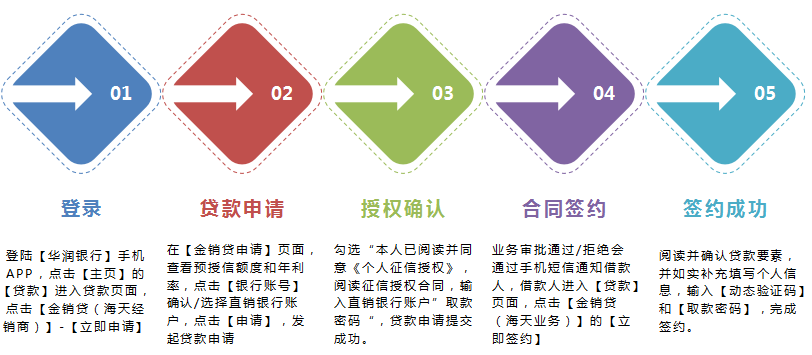 01
02
03
04
05
登录
贷款申请
授权确认
合同签约
签约成功
登陆【华润银行】手机
APP，点击【主页】的
【贷款】进入贷款页面，
点击【金销贷（海天经
销商）】-【立即申请】
在【金销贷申请】页面，
查看预授信额度和年利
率，点击【银行账号】
确认/选择直销银行账
户，点击【申请】，发
起贷款申请
勾选“本人已阅读并同
意《个人征信授权》，
阅读征信授权合同，输
入直销银行账户”取款
密码“，贷款申请提交
成功。
业务审批通过/拒绝会
通过手机短信通知借款
人，借款人进入【贷款】
页面，点击【金销贷
（海天业务）】的【立
即签约】
阅读并确认贷款要素，
并如实补充填写个人信
息，输入【动态验证码】
和【取款密码】，完成
签约。